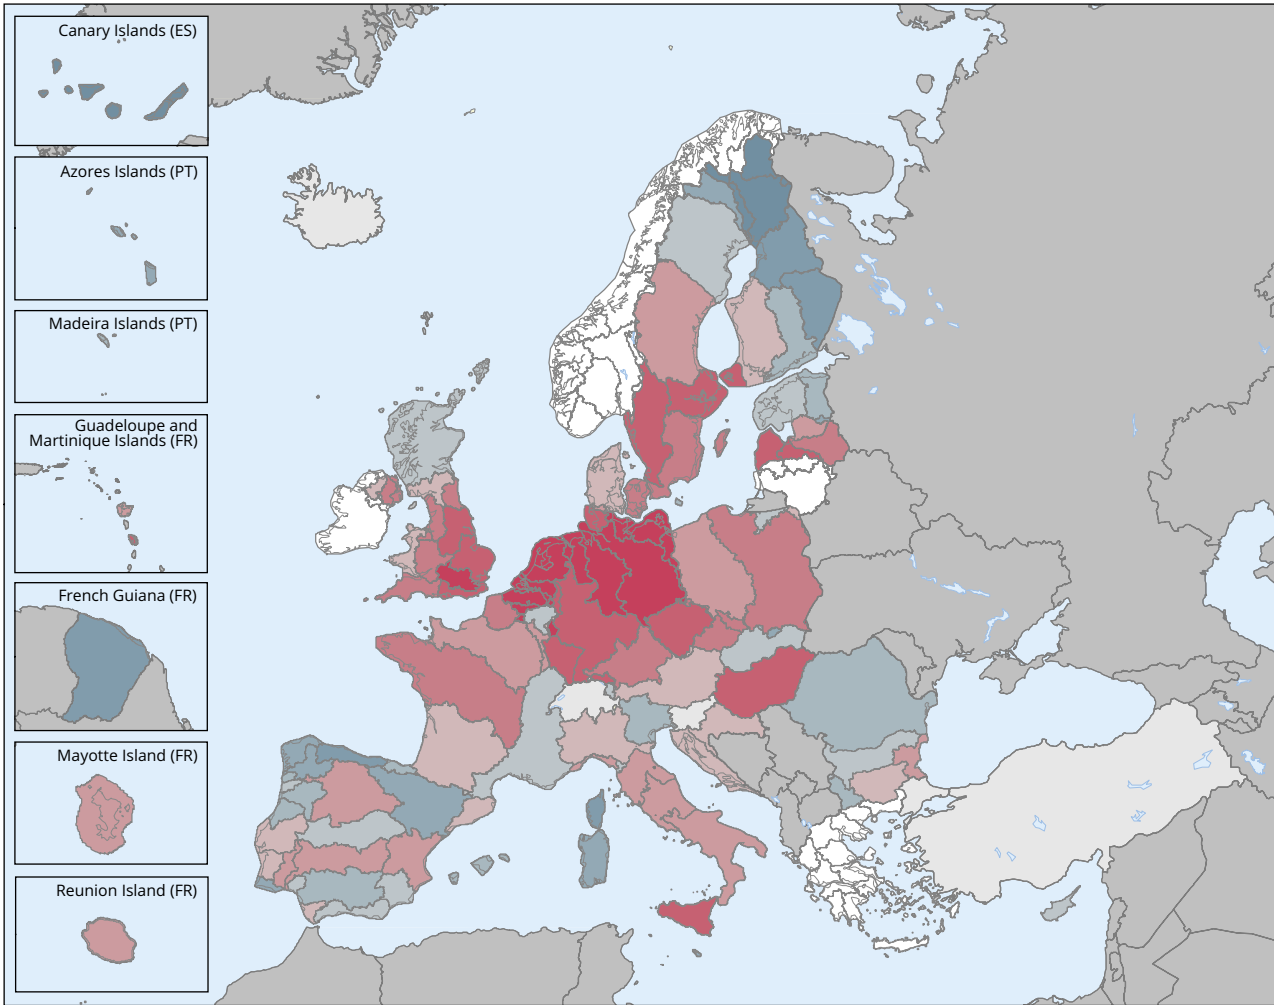 Canary Islands (ES)
Azores Islands (PT)
Madeira Islands (PT)
Guadeloupe and
Martinique Islands (FR)
French Guiana (FR)
Mayotte Island (FR)
Reunion Island (FR)